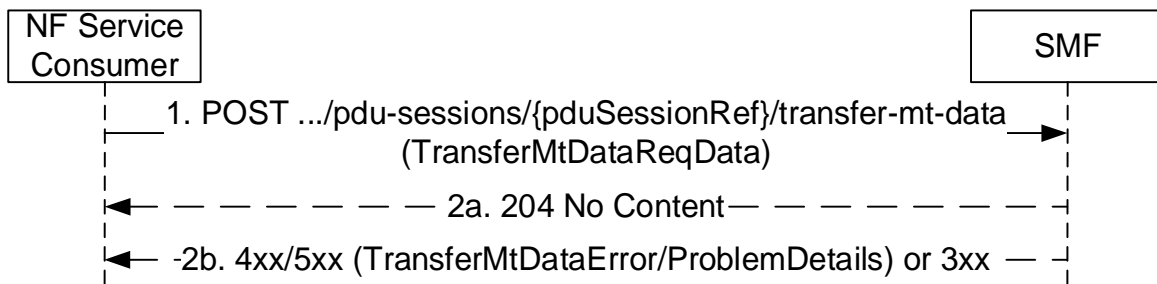 NF Service
Consumer
SMF
1. POST .../pdu-sessions/{pduSessionRef}/transfer-mt-data
(TransferMtDataReqData)
2a. 204 No Content
2b. 4xx/5xx (TransferMtDataError/ProblemDetails) or 3xx